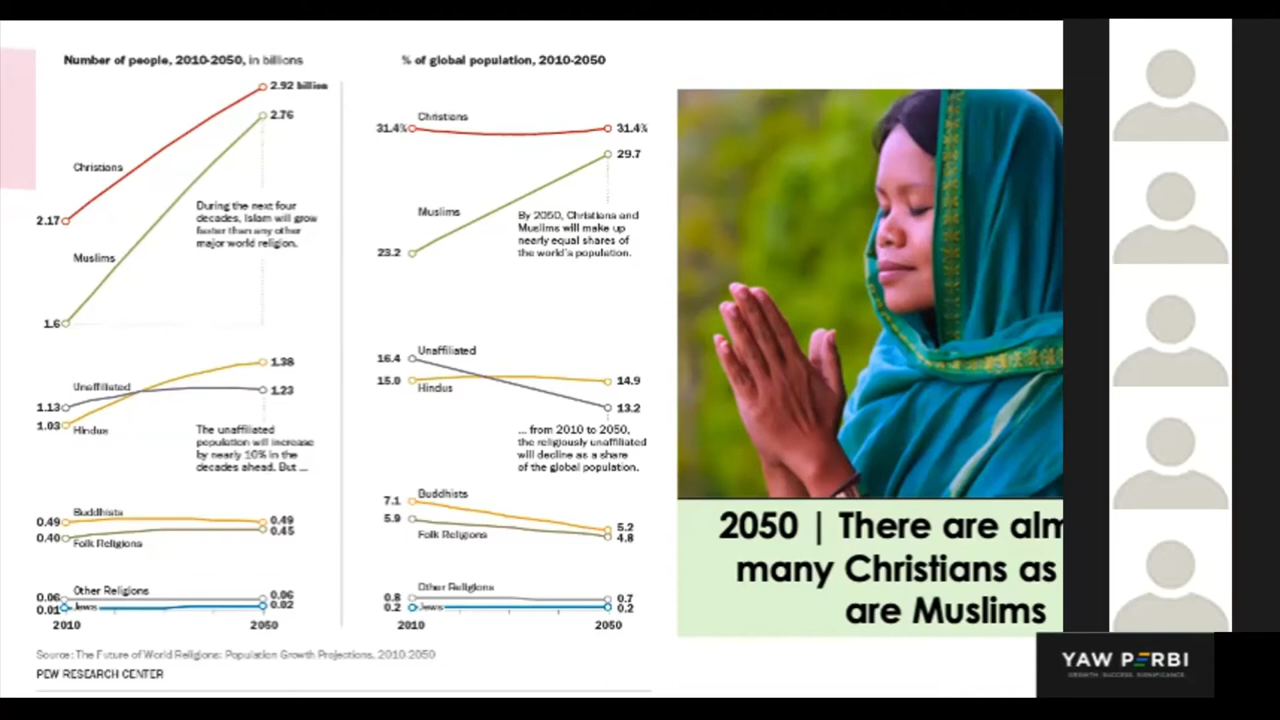 Number of people, 2010-2050, in billions
2.92 billion
2.76
Christians
2.17
During the next four
decades, Islam will grow
faster than any other
major world religion.
Muslims
1.6
1.38
Unaffiliated
1.23
1.13
1.03
Hindus
The unaffiliated
population will increase
by nearly 10% in the
decades ahead. But ...
Buddhists
0.49
0.49
0.45
0.40
Folk Religions
Other Religions
0.06
0.06
0.01
Jews
0.02
2010
2050
% of global population, 2010-2050
Christians
31.4%
31.4%
29.7
Muslims
By 2050, Christians and
Muslims will make up
nearly equal shares of
the world's population.
23.2
Unaffiliated
16.4
15.0
Hindus
14.9
13.2
... from 2010 to 2050,
the religiously unaffiliated
will decline as a share
of the global population.
Buddhists
7.1
5.9
5.2
4.8
Folk Religions
Other Religions
0.8
0.7
0.2
Jews
0.2
2010
2050
Source: The Future of World Religions: Population Growth Projections, 2010-2050
PEW RESEARCH CENTER
2050 | There are alm
many Christians as
are Muslims
YAW PERBI
GROWTH. SUCCESS. SIGNIFICANCE.